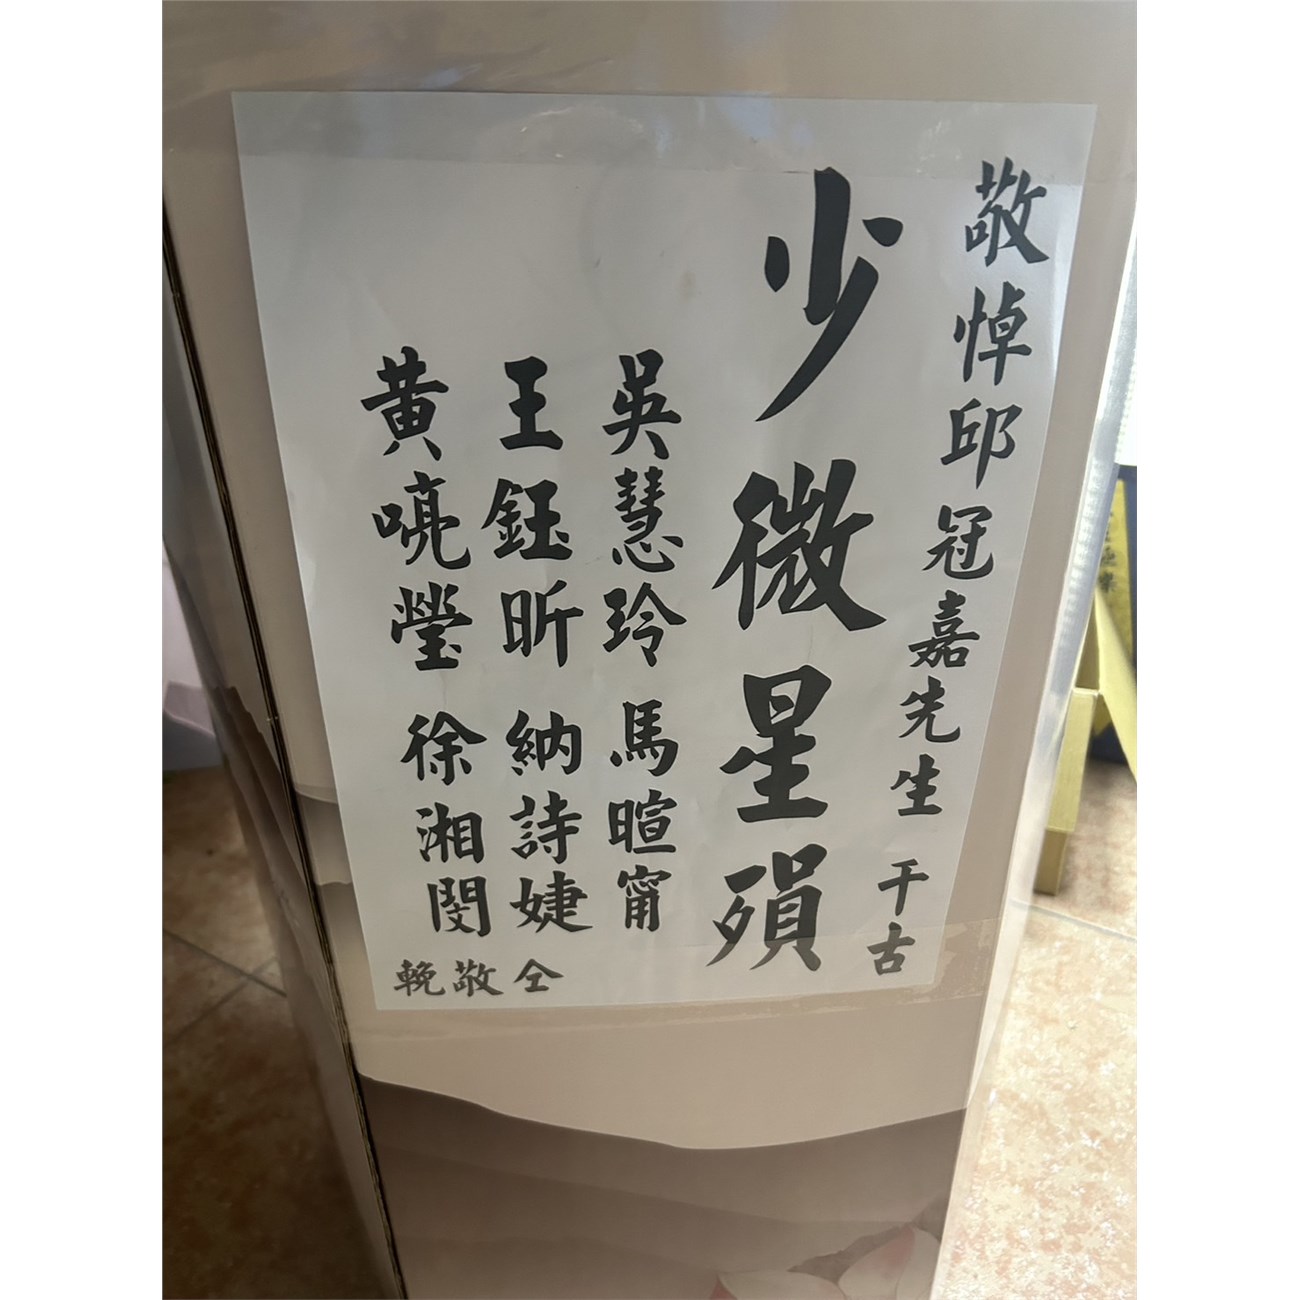 敬悼邱冠嘉先生 千古
少微星殞
吳慧玲 馬暄甯
王鈺昕 納詩婕
黃喨瑩 徐湘閔
仝敬輓